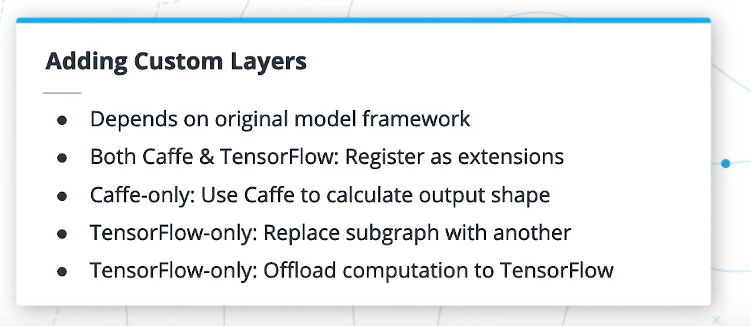 Adding Custom Layers
• Depends on original model framework
• Both Caffe & TensorFlow: Register as extensions
• Caffe-only: Use Caffe to calculate output shape
• TensorFlow-only: Replace subgraph with another
• TensorFlow-only: Offload computation to TensorFlow